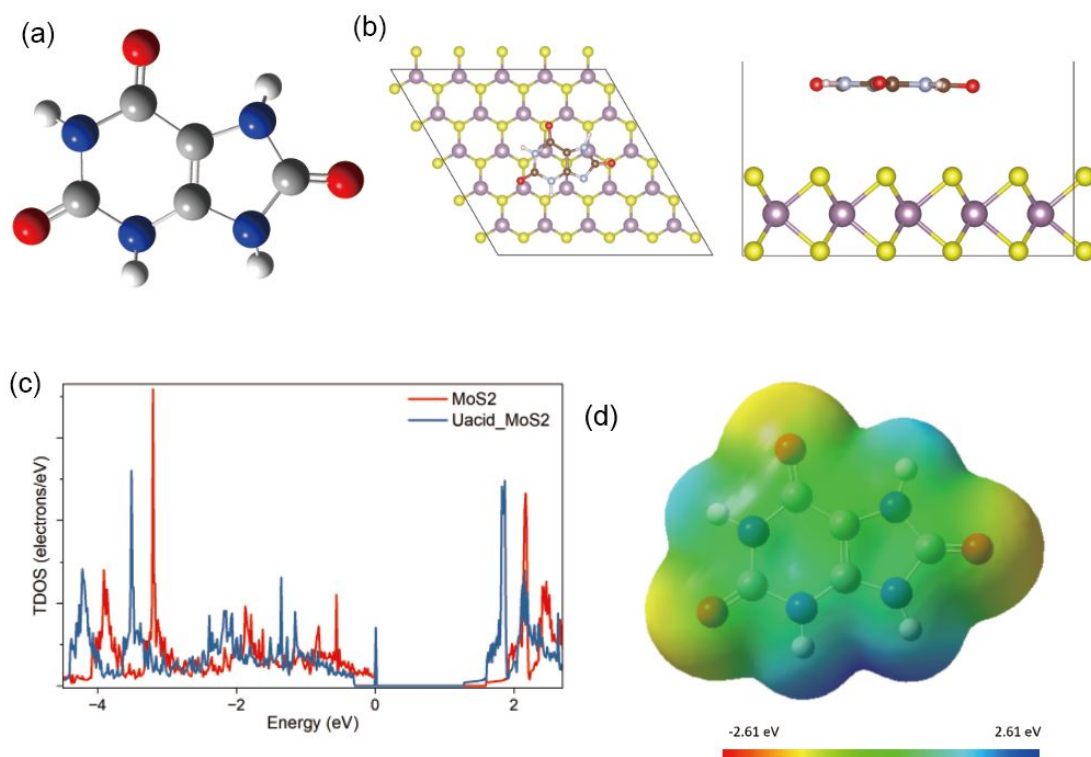 (a)
(b)
(c)
MoS2
Uacid_MoS2
TDOS (electrons/eV)
−4
−2
0
2
Energy (eV)
(d)
-2.61 eV
2.61 eV